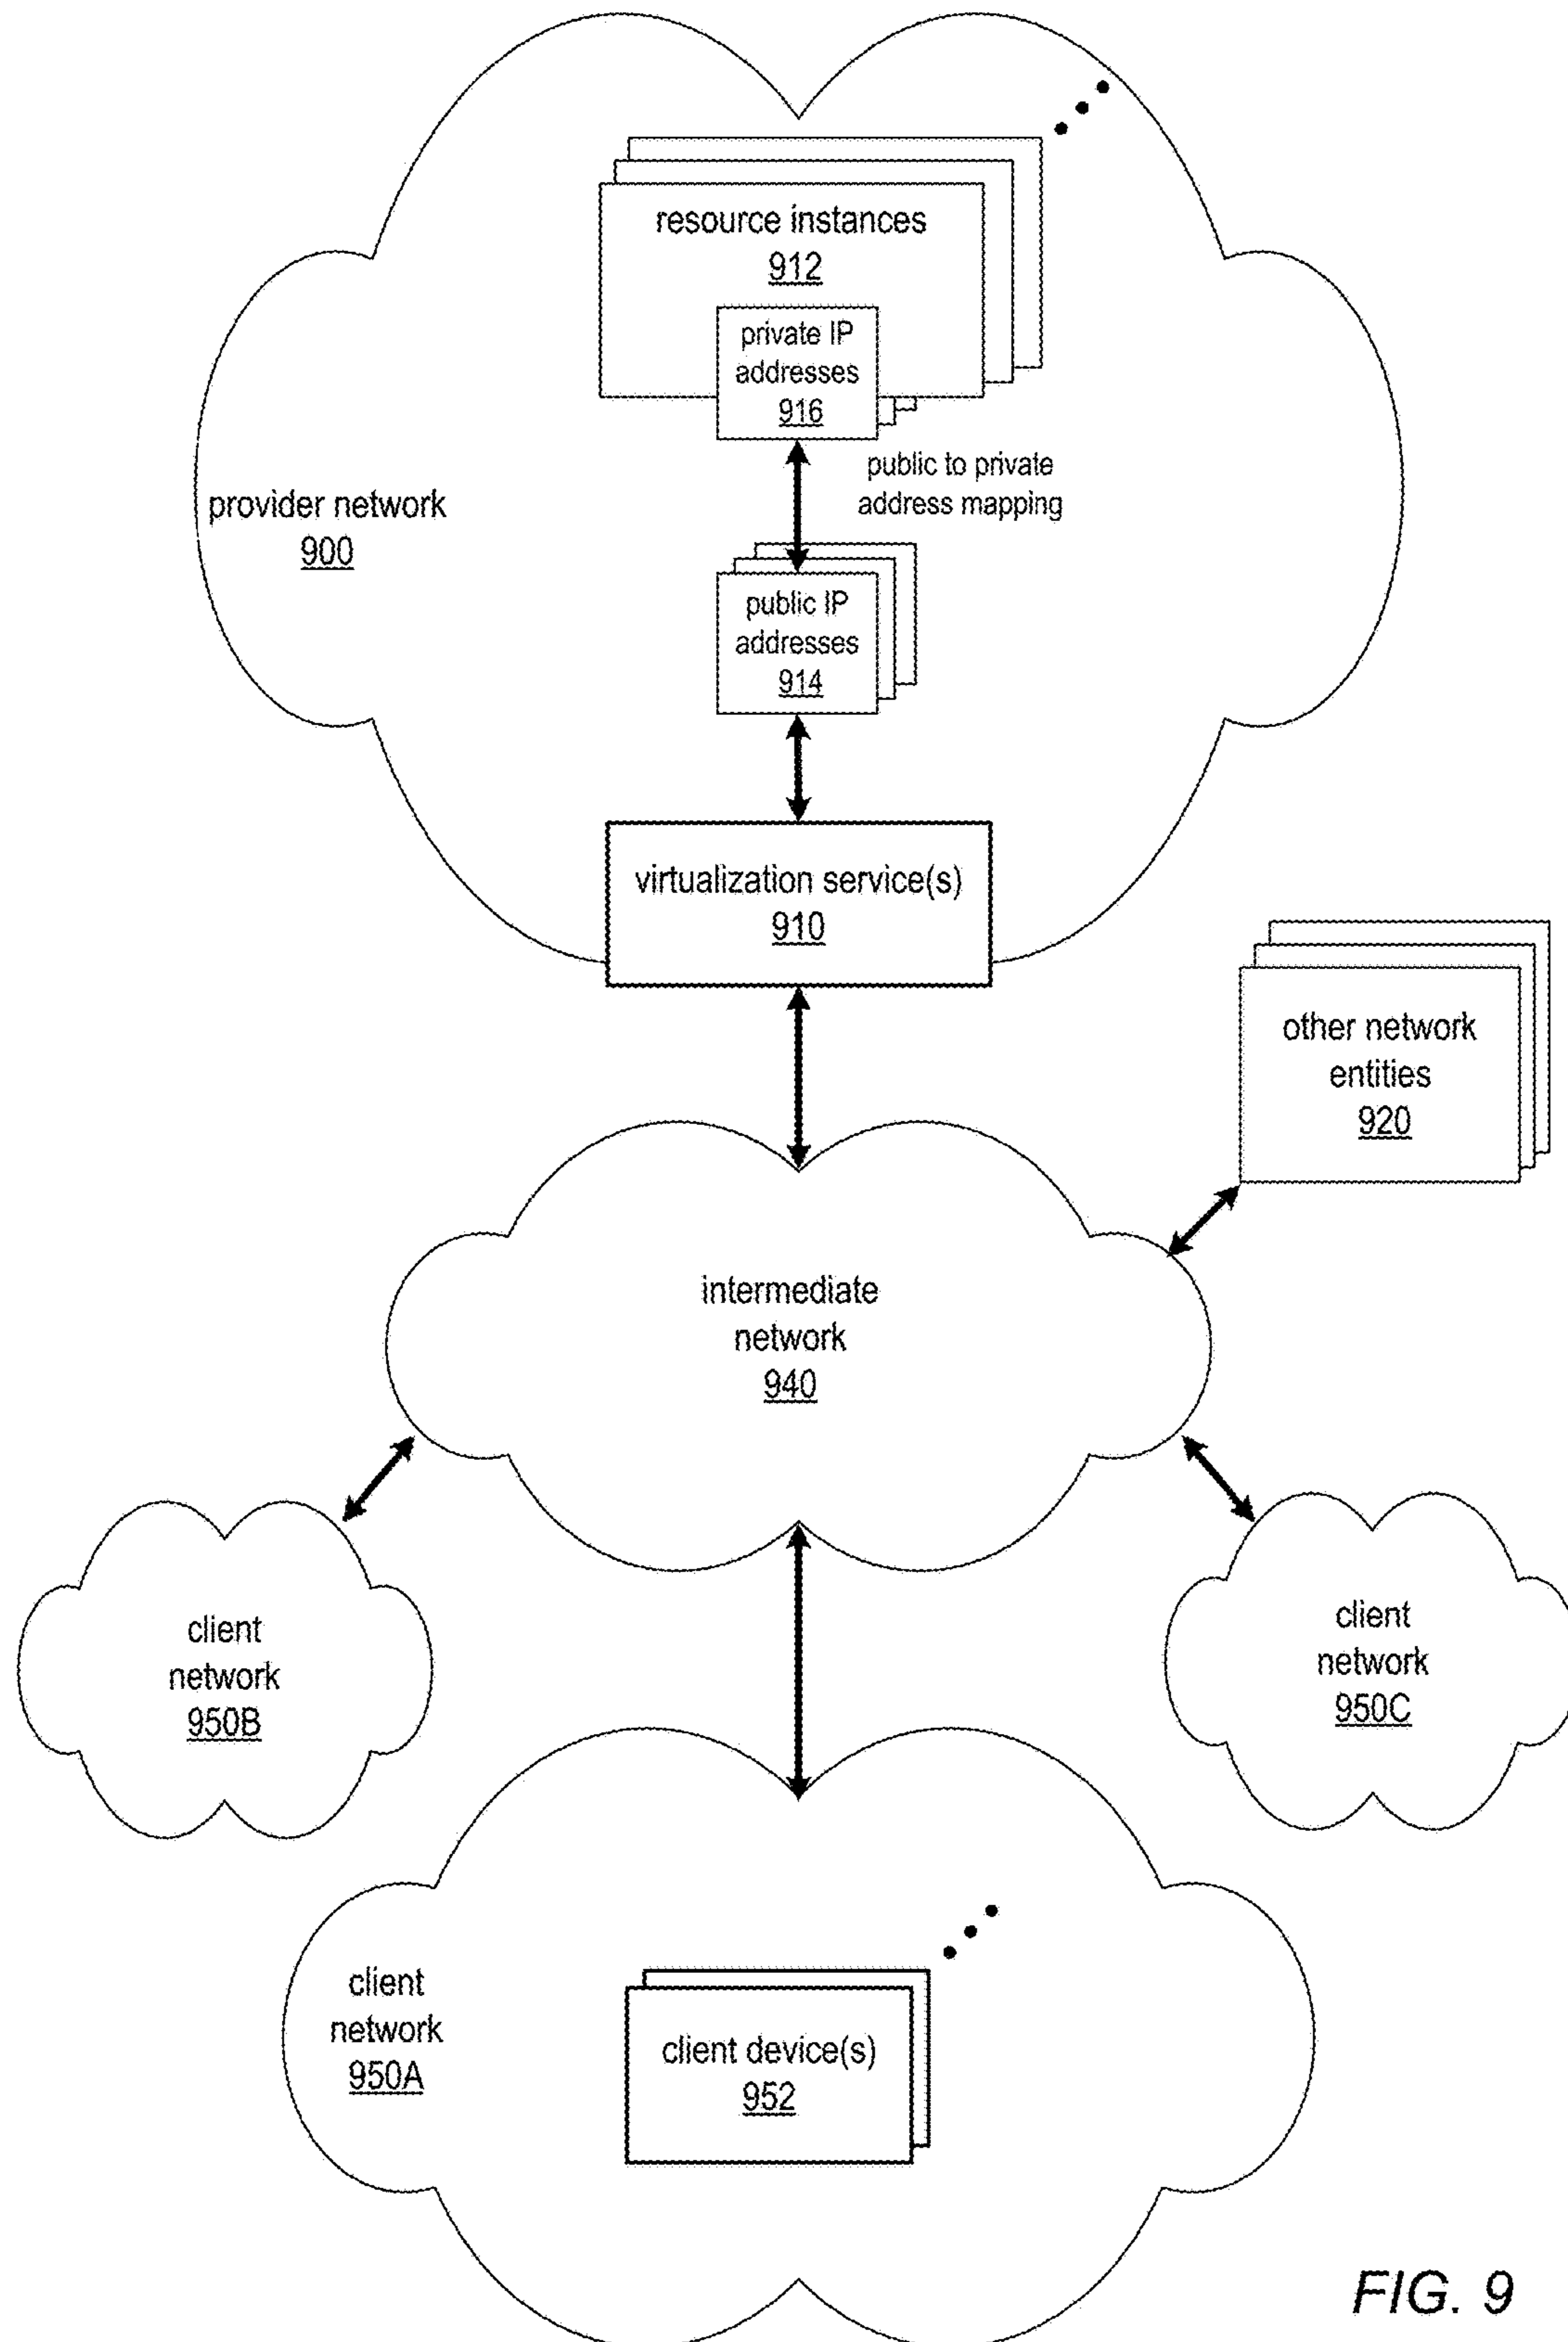 resource instances
912
private IP
addresses
916
public to private
address mapping
provider network
900
public IP
addresses
914
virtualization service(s)
910
other network
entities
920
intermediate
network
940
client
network
950B
client
network
950C
client
network
950A
client device(s)
952
FIG. 9